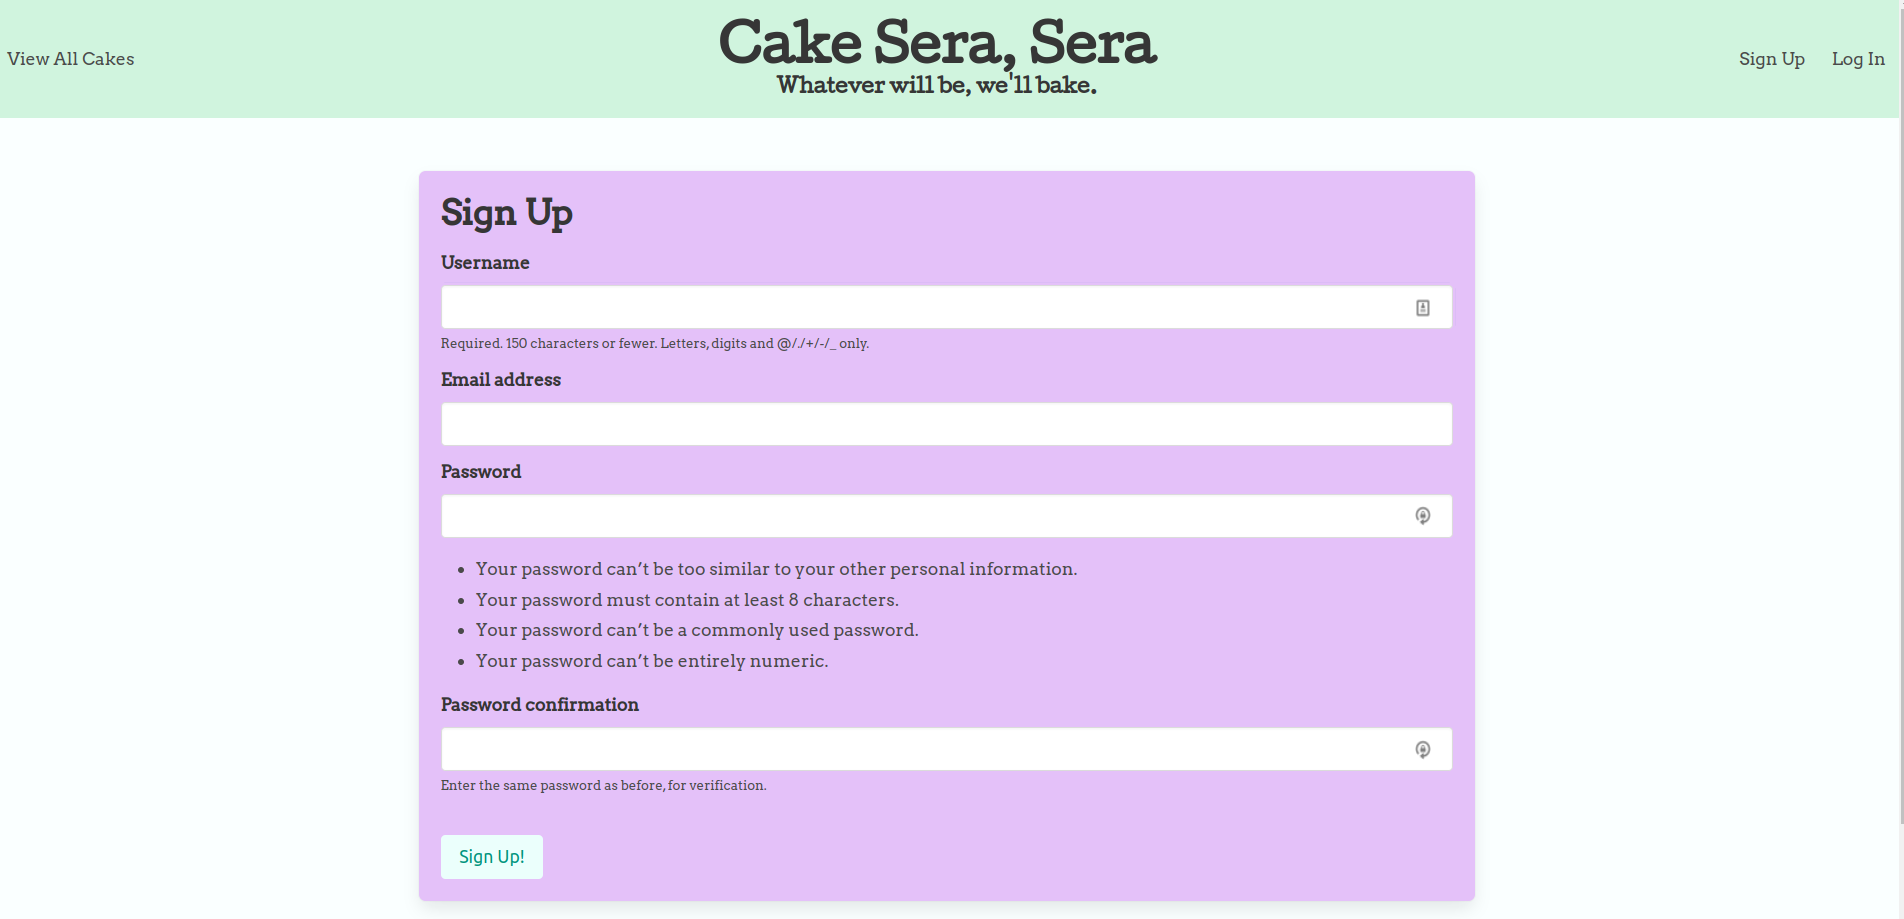 View All Cakes
Cake Sera, Sera
Whatever will be, we'll bake.
Sign Up
Log In
Sign Up
Username
Required. 150 characters or fewer. Letters, digits and @/./+/-/_ only.
Email address
Password
Your password can’t be too similar to your other personal information.
Your password must contain at least 8 characters.
Your password can’t be a commonly used password.
Your password can’t be entirely numeric.
Password confirmation
Enter the same password as before, for verification.
Sign Up!